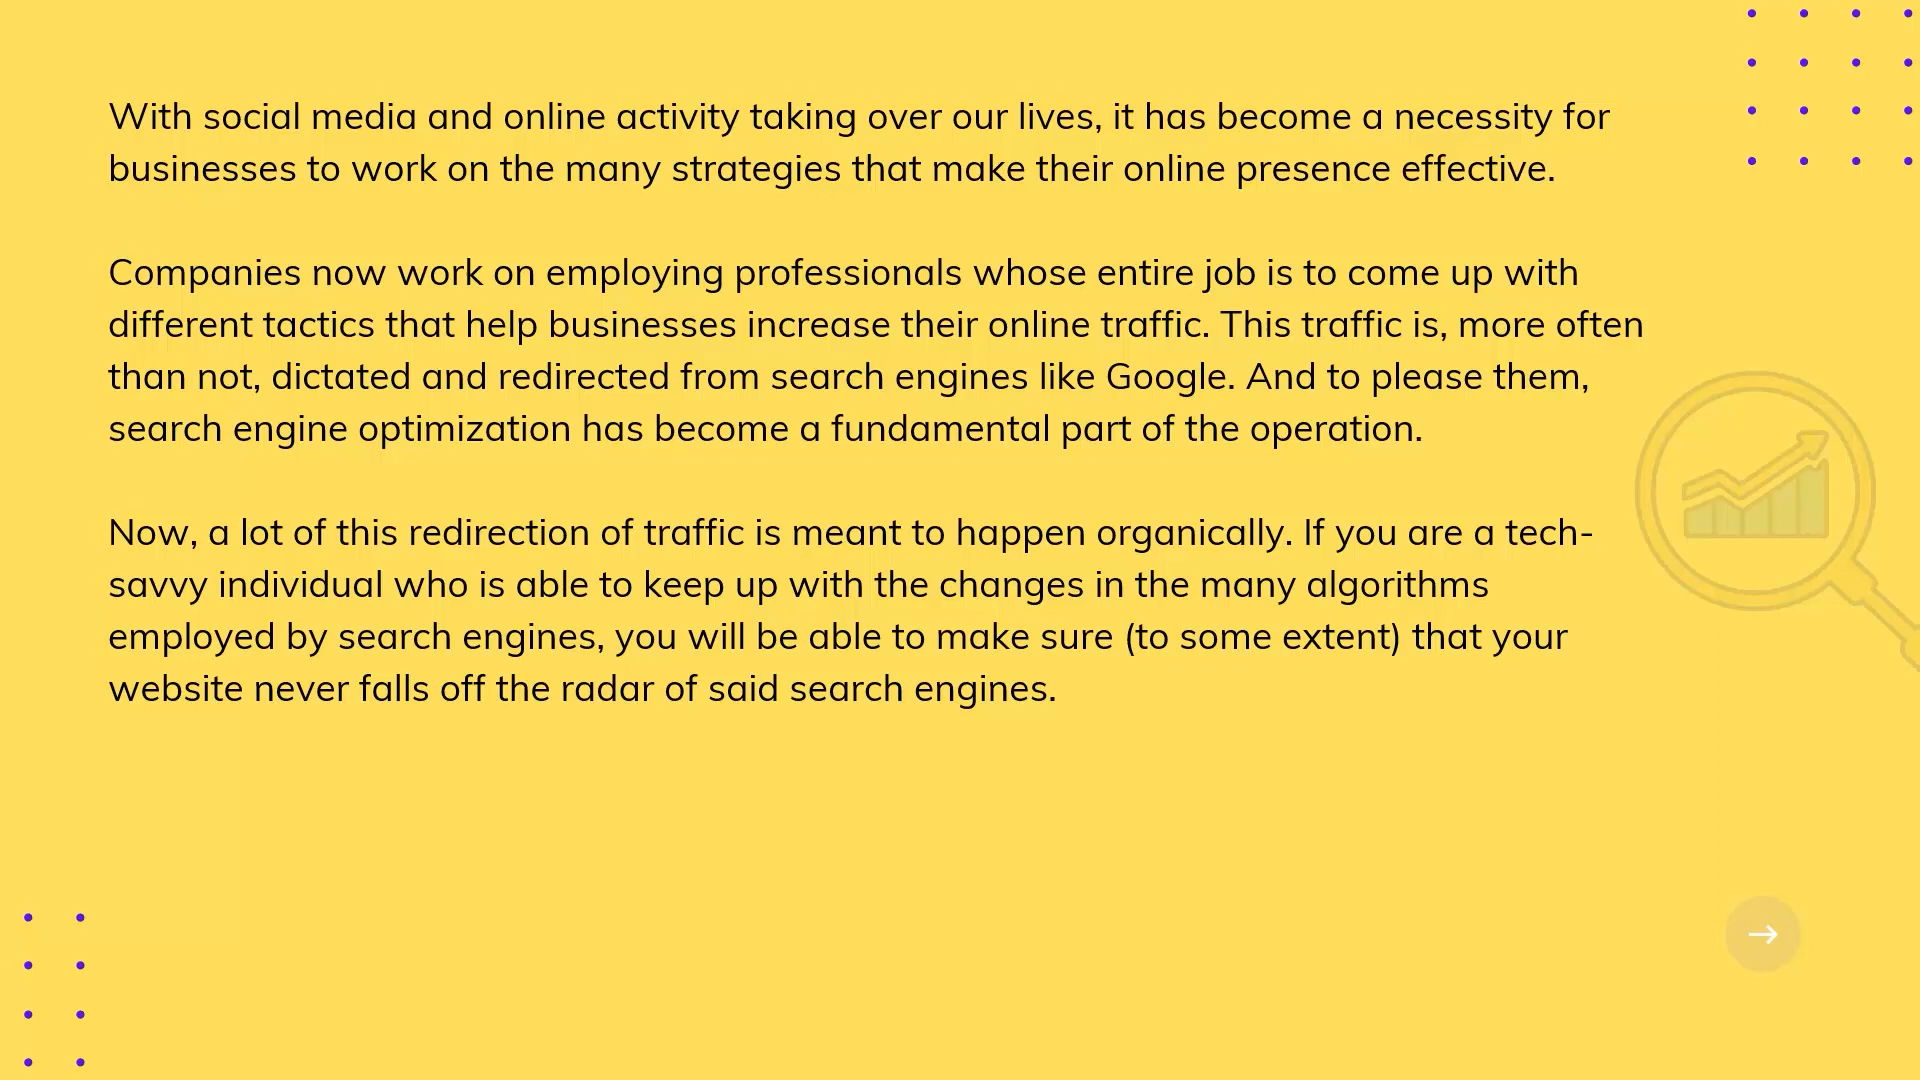 With social media and online activity taking over our lives, it has become a necessity for
businesses to work on the many strategies that make their online presence effective.
Companies now work on employing professionals whose entire job is to come up with
different tactics that help businesses increase their online traffic. This traffic is, more often
than not, dictated and redirected from search engines like Google. And to please them,
search engine optimization has become a fundamental part of the operation.
Now, a lot of this redirection of traffic is meant to happen organically. If you are a tech-
savvy individual who is able to keep up with the changes in the many algorithms
employed by search engines, you will be able to make sure (to some extent) that your
website never falls off the radar of said search engines.